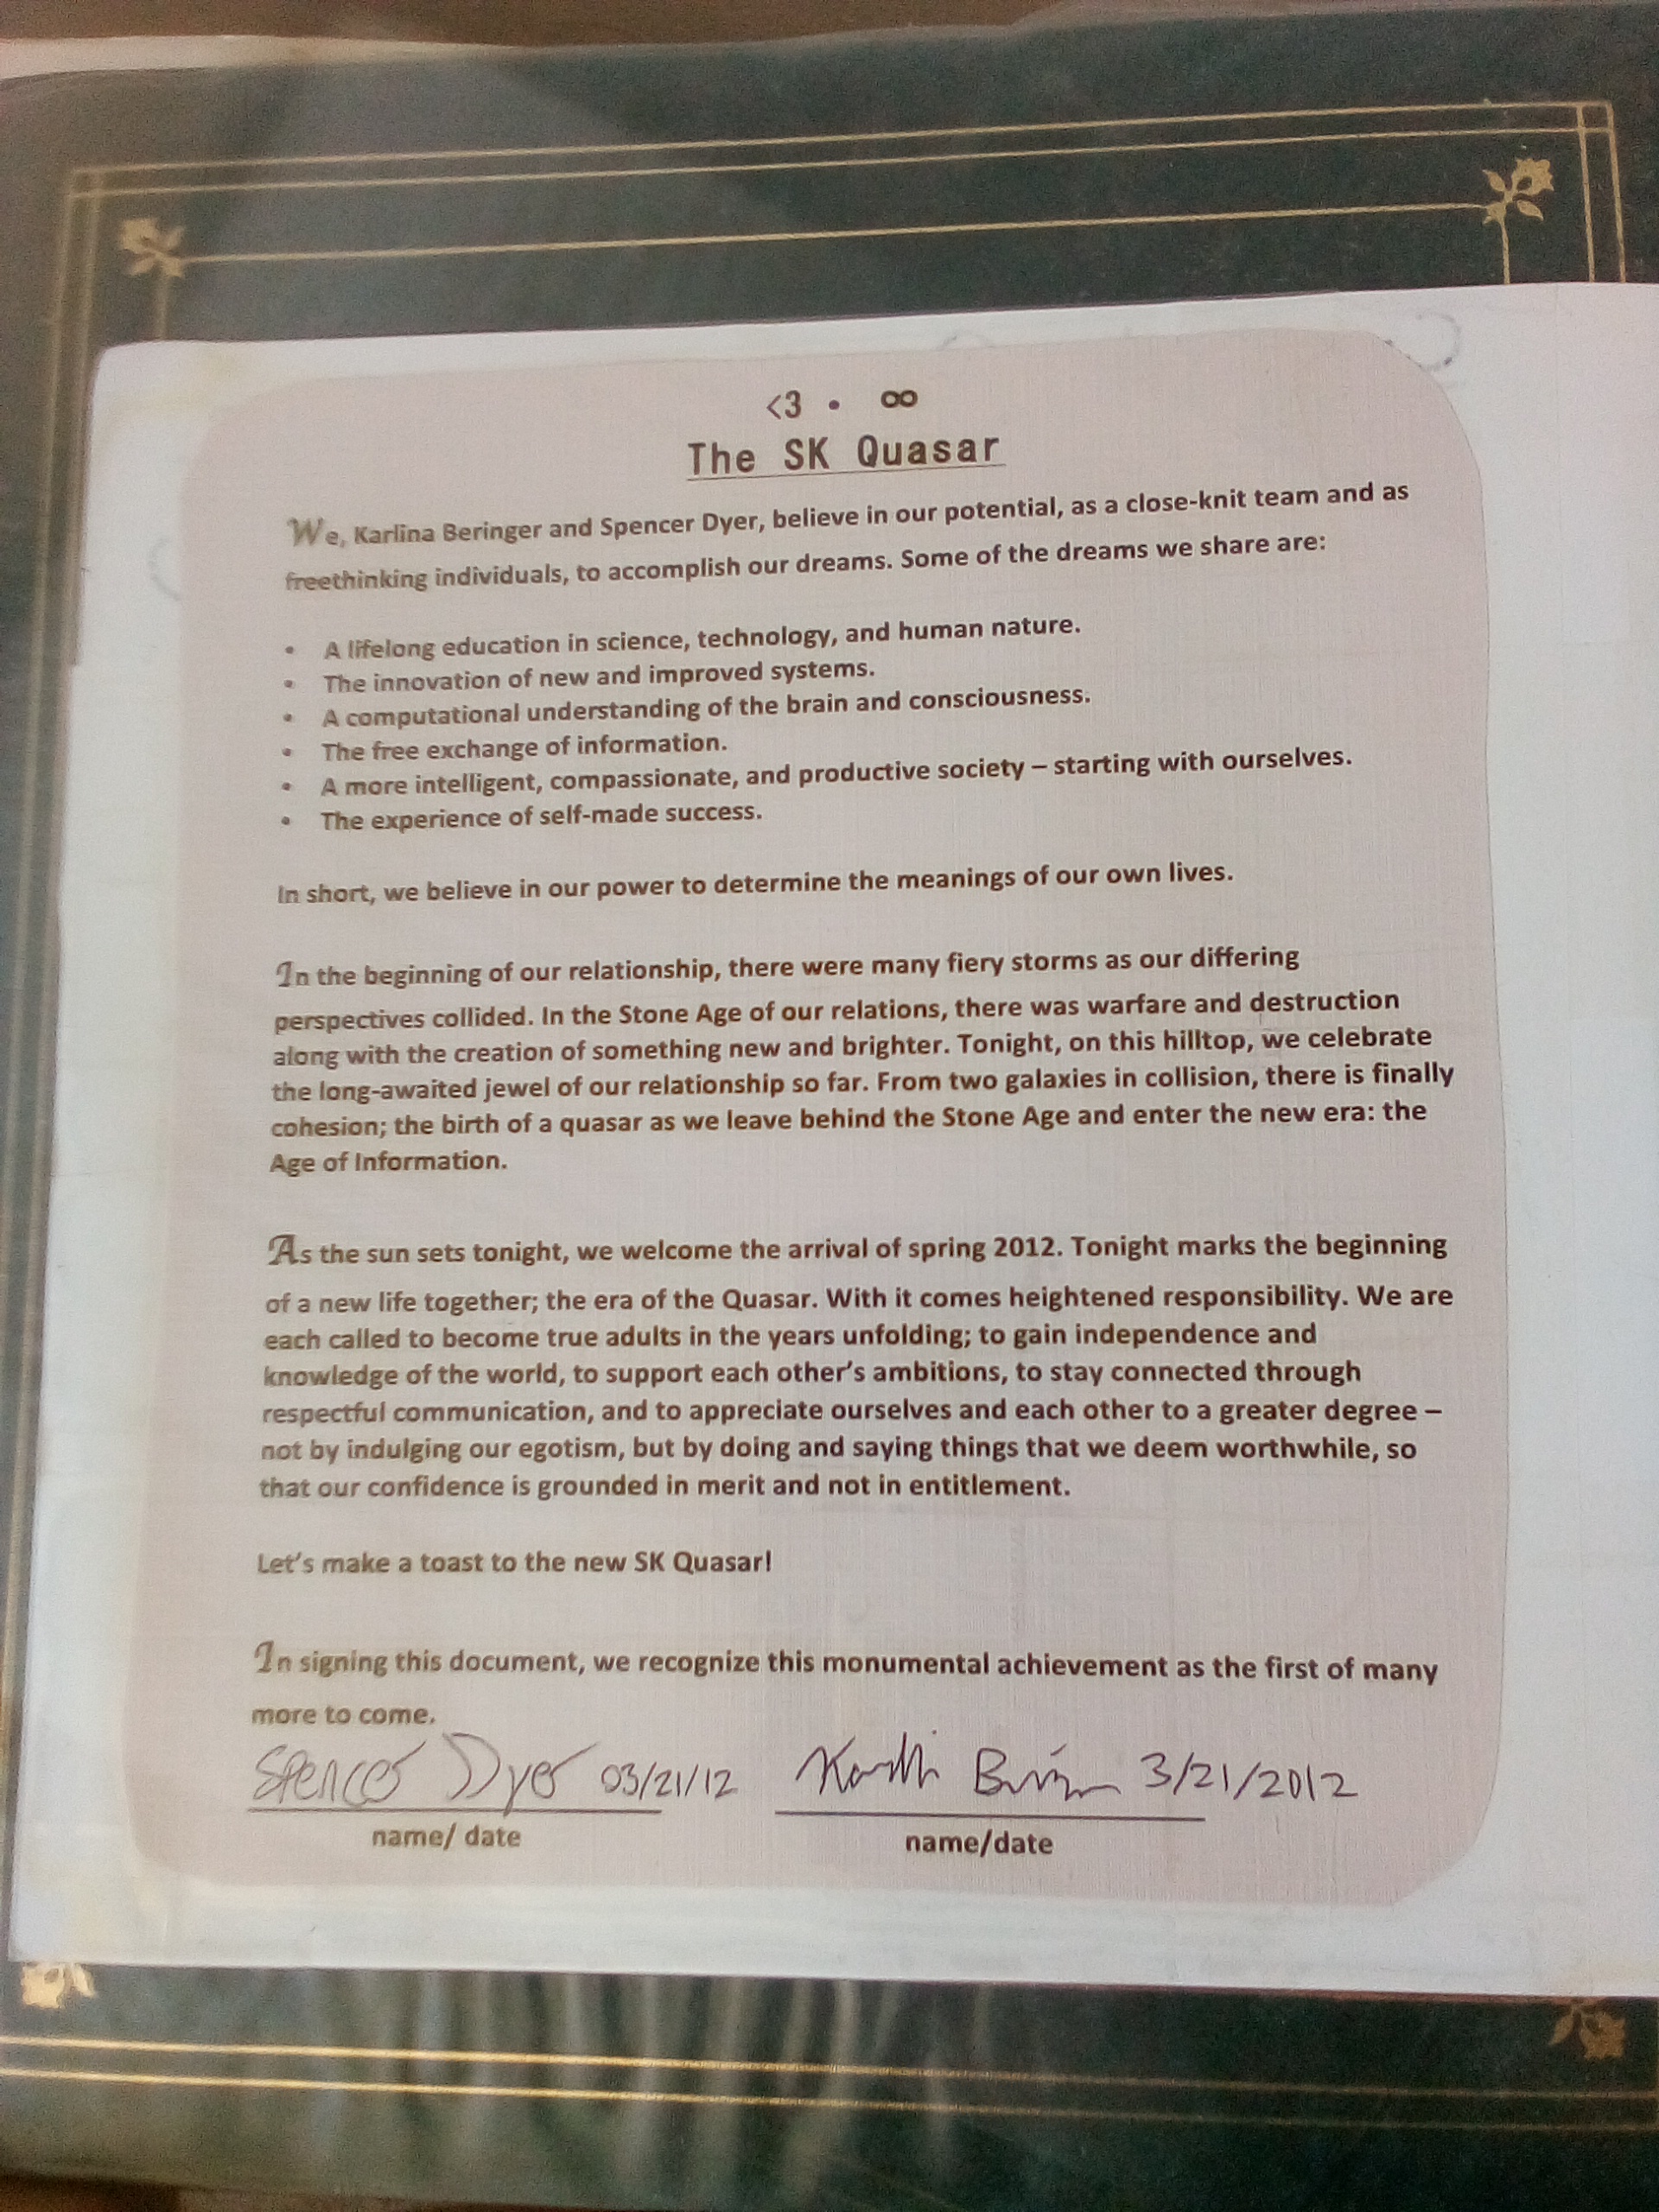 <3 • ∞
The SK Quasar
We, Karlina Beringer and Spencer Dyer, believe in our potential, as a close-knit team and as
freethinking individuals, to accomplish our dreams. Some of the dreams we share are:
• A lifelong education in science, technology, and human nature.
• The innovation of new and improved systems.
• A computational understanding of the brain and consciousness.
• The free exchange of information.
• A more intelligent, compassionate, and productive society – starting with ourselves.
• The experience of self-made success.
In short, we believe in our power to determine the meanings of our own lives.
In the beginning of our relationship, there were many fiery storms as our differing
perspectives collided. In the Stone Age of our relations, there was warfare and destruction
along with the creation of something new and brighter. Tonight, on this hilltop, we celebrate
the long-awaited jewel of our relationship so far. From two galaxies in collision, there is finally
cohesion; the birth of a quasar as we leave behind the Stone Age and enter the new era: the
Age of Information.
As the sun sets tonight, we welcome the arrival of spring 2012. Tonight marks the beginning
of a new life together; the era of the Quasar. With it comes heightened responsibility. We are
each called to become true adults in the years unfolding; to gain independence and
knowledge of the world, to support each other's ambitions, to stay connected through
respectful communication, and to appreciate ourselves and each other to a greater degree –
not by indulging our egotism, but by doing and saying things that we deem worthwhile, so
that our confidence is grounded in merit and not in entitlement.
Let's make a toast to the new SK Quasar!
In signing this document, we recognize this monumental achievement as the first of many
more to come.
Spencer Dyer 03/21/12 3/21/2012
name/ date name/date